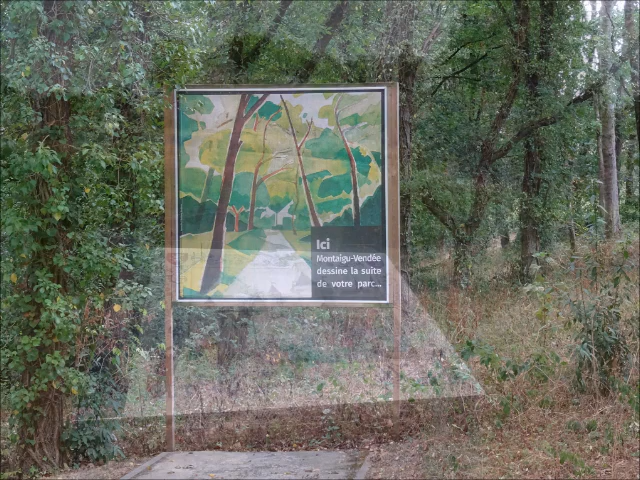 Ici
Montaigu-Vendée
dessine la suite
de votre parc...